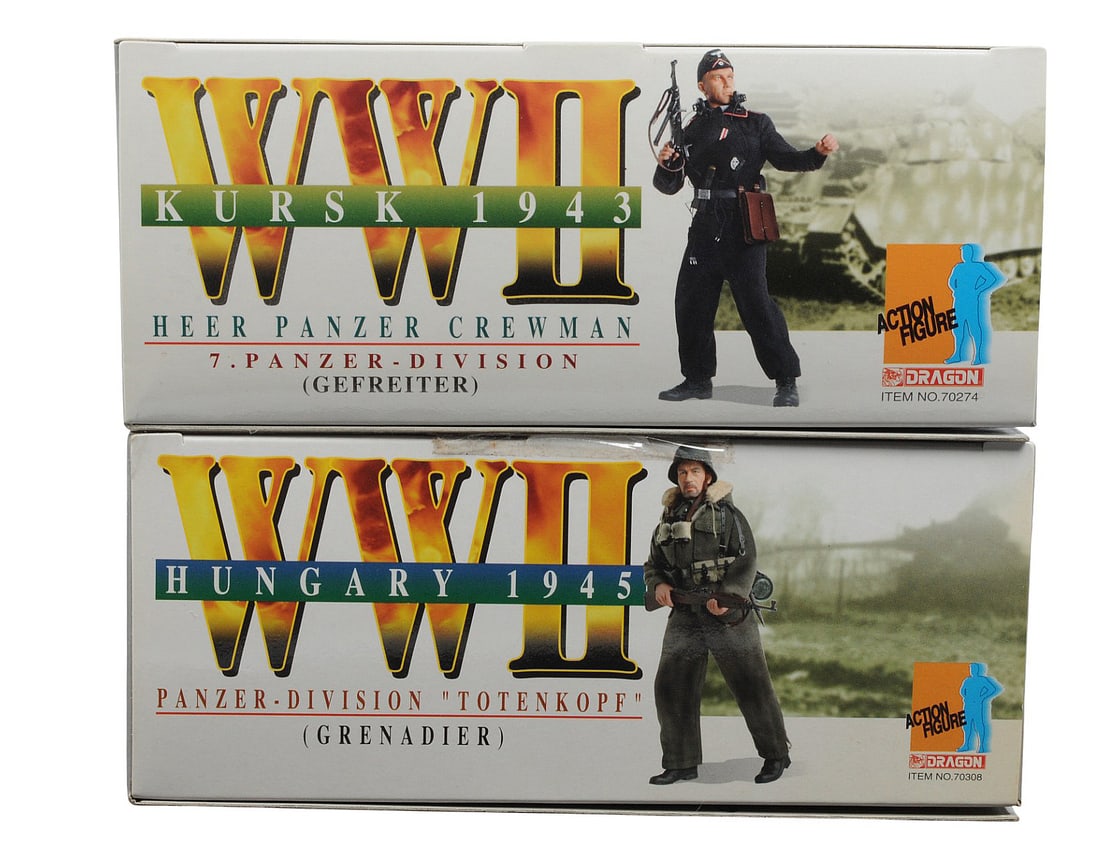 WWII
KURSK 1943
HEER PANZER CREWMAN
7.PANZER-DIVISION
(GEFREITER)
ACTION
FIGURE
DRAGON
ITEM NO.70274
WWII
HUNGARY 1945
PANZER-DIVISION "TOTENKOPF"
(GRENADIER)
ACTION
FIGURE
DRAGON
ITEM NO.70308